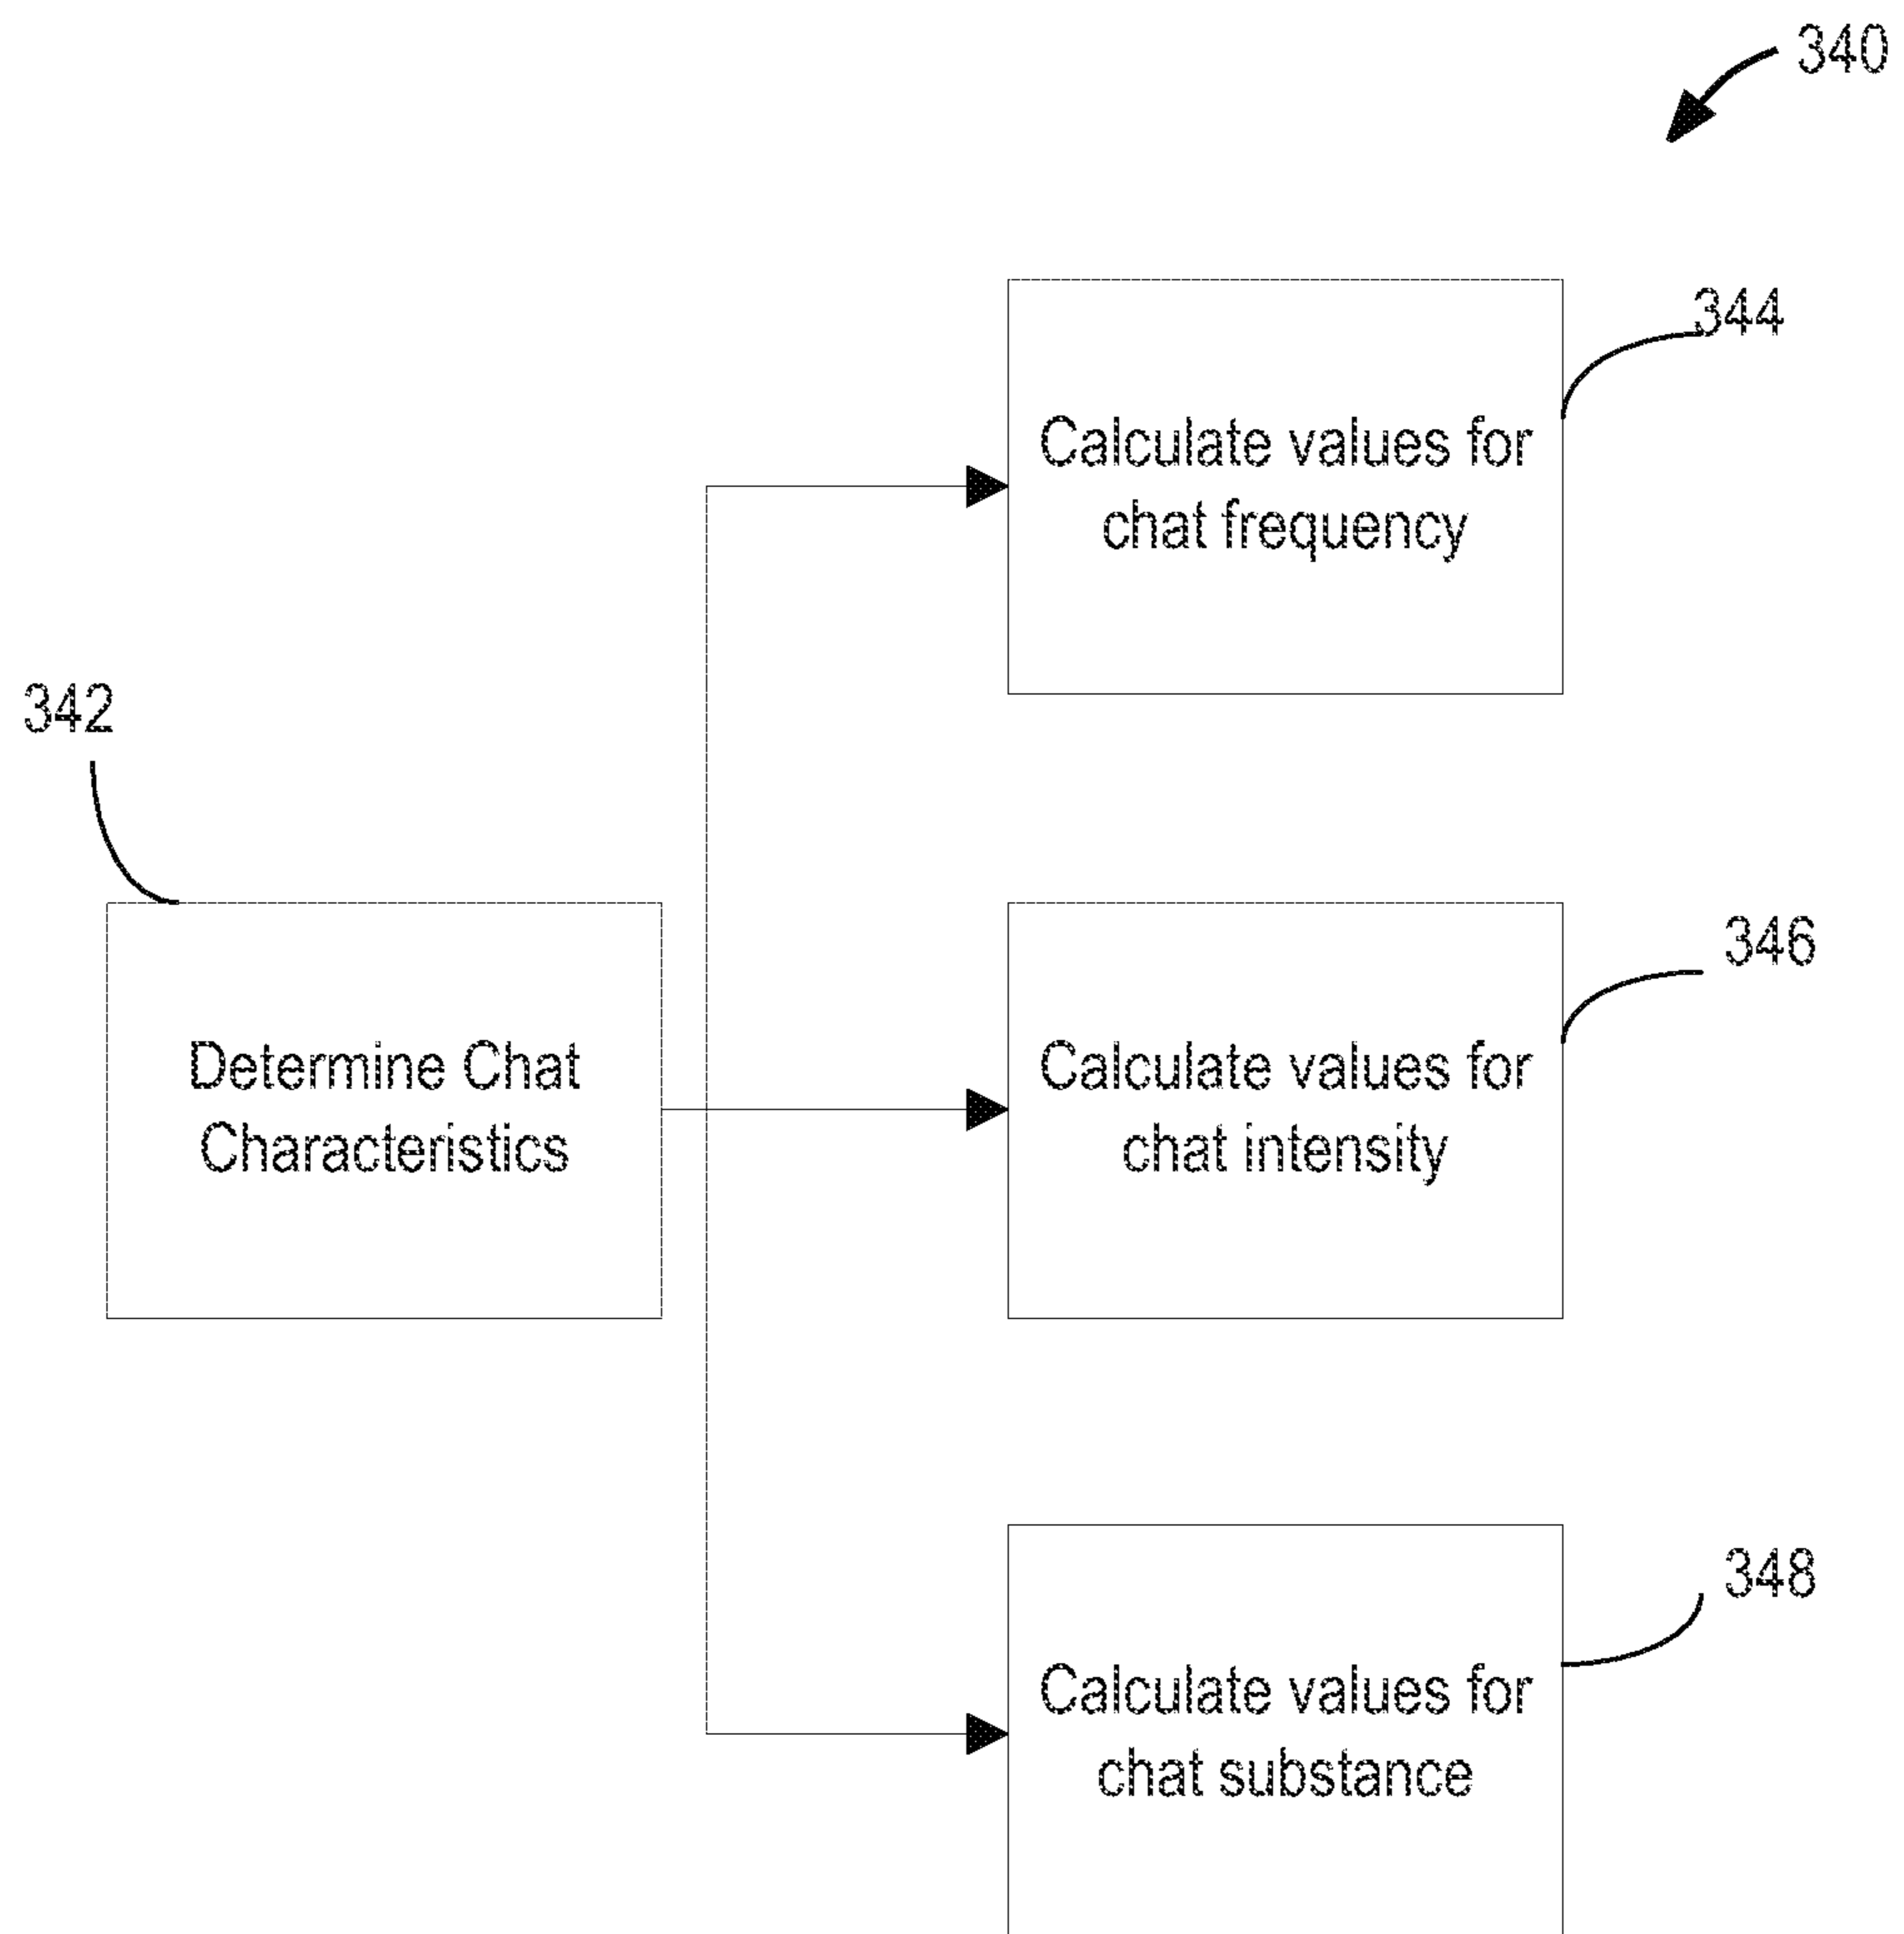 340
344
Calculate values for
chat frequency
342
346
Determine Chat
Characteristics
Calculate values for
chat intensity
348
Calculate values for
chat substance